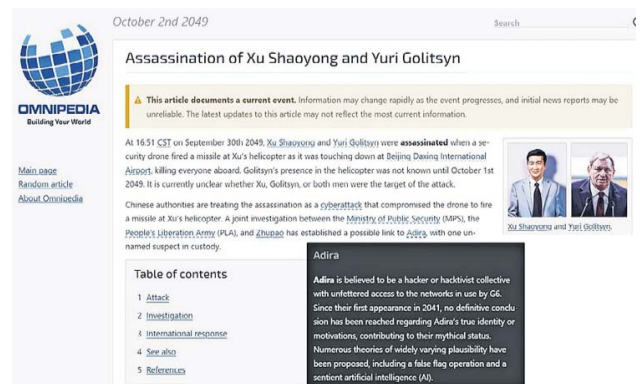 October 2nd 2049
Search
OMNIPEDIA
Building Your World
Main page
Random article
About Omnipedia
Assassination of Xu Shaoyong and Yuri Golitsyn
This article documents a current event. Information may change rapidly as the event progresses, and initial news reports may be
unreliable. The latest updates to this article may not reflect the most current information.
At 16:51 CST on September 30th 2049, Xu Shaoyong and Yuri Golitsyn were assassinated when a se-
curity drone fired a missile at Xu's helicopter as it was touching down at Beijing Daxing International
Airport, killing everyone aboard. Golitsyn's presence in the helicopter was not known until October 1st
2049. It is currently unclear whether Xu, Golitsyn, or both men were the target of the attack.
Xu Shaoyong and Yuri Golitsyn.
Chinese authorities are treating the assassination as a cyberattack that compromised the drone to fire
a missile at Xu's helicopter. A joint investigation between the Ministry of Public Security (MPS), the
People's Liberation Army (PLA), and Zhupao has established a possible link to Adira, with one un-
named suspect in custody.
Table of contents
1 Attack
2 Investigation
3 International response
4 See also
5 References
Adira
Adira is believed to be a hacker or hacktivist collective
with unfettered access to the networks in use by G6.
Since their first appearance in 2041, no definitive conclu
sion has been reached regarding Adira's true identity or
motivations, contributing to their mythical status.
Numerous theories of widely varying plausibility have
been proposed, including a false flag operation and a
sentient artificial intelligence (AI).